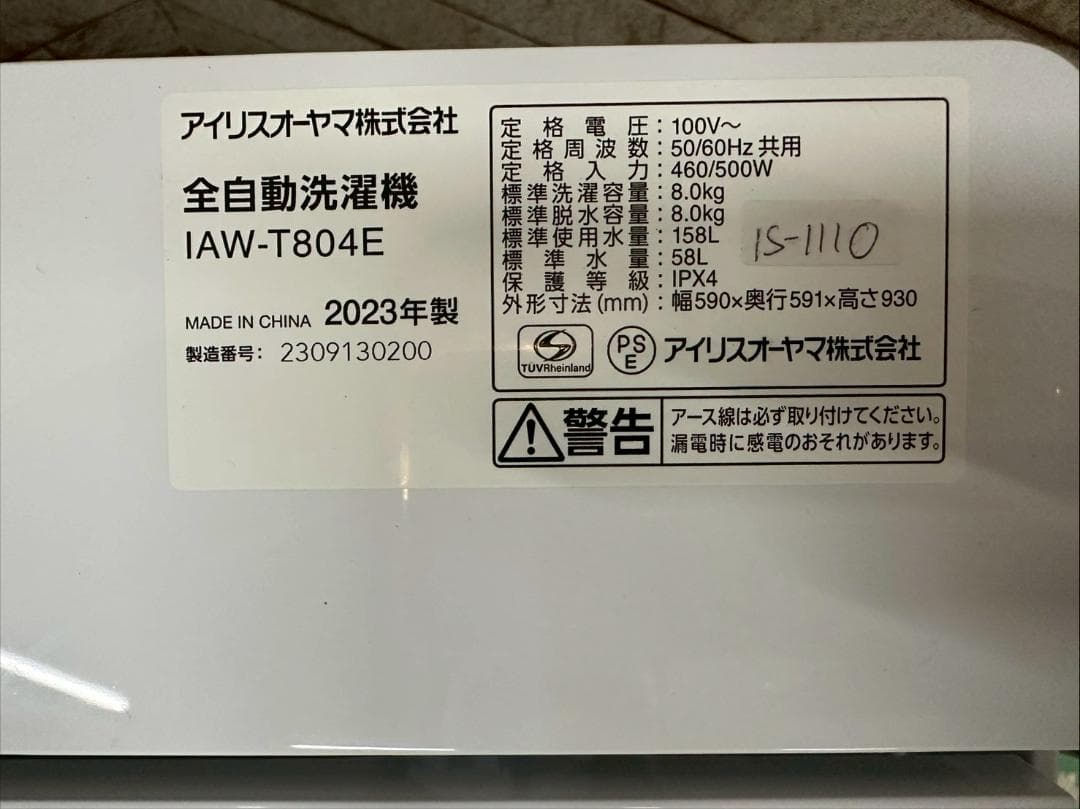 アイリスオーヤマ株式会社
全自動洗濯機
IAW-T804E
MADE IN CHINA 2023年製
製造番号: 2309130200
定格電圧:100V〜
定格周波数:50/60Hz共用
定格入力:460/500W
標準洗濯容量:8.0kg
標準脱水容量:8.0kg
標準使用水量:158L
標準水量:58L
保護等級:IPX4
外形寸法(mm):幅590×奥行591×高さ930
IS-1110
TÜVRheinland
PS
E
アイリスオーヤマ株式会社
警告
アース線は必ず取り付けてください。
漏電時に感電のおそれがあります。